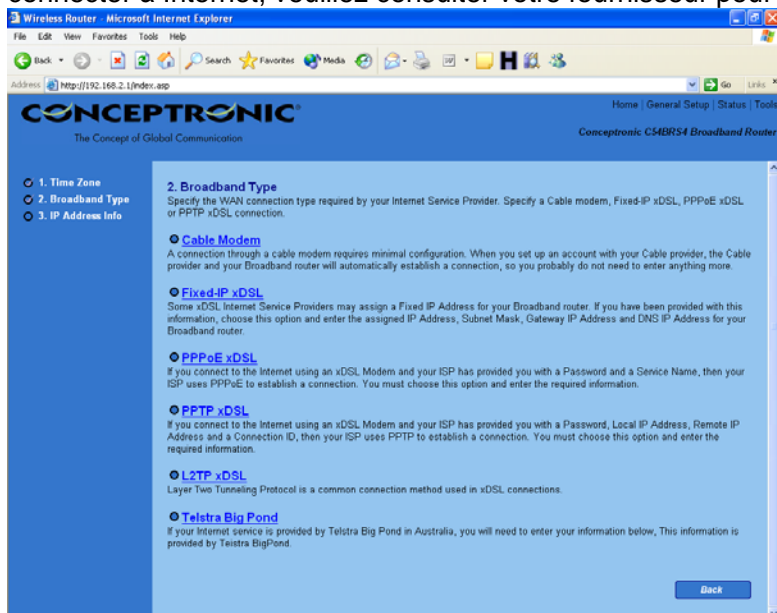 connecter à Internet, veuillez consulter votre fournisseur pour
Wireless Router - Microsoft Internet Explorer
File Edit View Favorites Tools Help
Back Search Favorites Media
Address http://192.168.2.1/index.asp Go Links
CONCEPTRONIC
The Concept of Global Communication
Home | General Setup | Status | Tools
Conceptronic C54BRS4 Broadband Router
1. Time Zone
2. Broadband Type
3. IP Address Info
2. Broadband Type
Specify the WAN connection type required by your Internet Service Provider. Specify a Cable modem, Fixed-IP xDSL, PPPoE xDSL
or PPTP xDSL connection.
Cable Modem
A connection through a cable modem requires minimal configuration. When you set up an account with your Cable provider, the Cable
provider and your Broadband router will automatically establish a connection, so you probably do not need to enter anything more.
Fixed-IP xDSL
Some xDSL Internet Service Providers may assign a Fixed IP Address for your Broadband router. If you have been provided with this
information, choose this option and enter the assigned IP Address, Subnet Mask, Gateway IP Address and DNS IP Address for your
Broadband router.
PPPoE xDSL
If you connect to the Internet using an xDSL Modem and your ISP has provided you with a Password and a Service Name, then your
ISP uses PPPoE to establish a connection. You must choose this option and enter the required information.
PPTP xDSL
If you connect to the Internet using an xDSL Modem and your ISP has provided you with a Password, Local IP Address, Remote IP
Address and a Connection ID, then your ISP uses PPTP to establish a connection. You must choose this option and enter the
required information.
L2TP xDSL
Layer Two Tunneling Protocol is a common connection method used in xDSL connections.
Telstra Big Pond
If your Internet service is provided by Telstra Big Pond in Australia, you will need to enter your information below, This information is
provided by Teistra BigPond.
Back